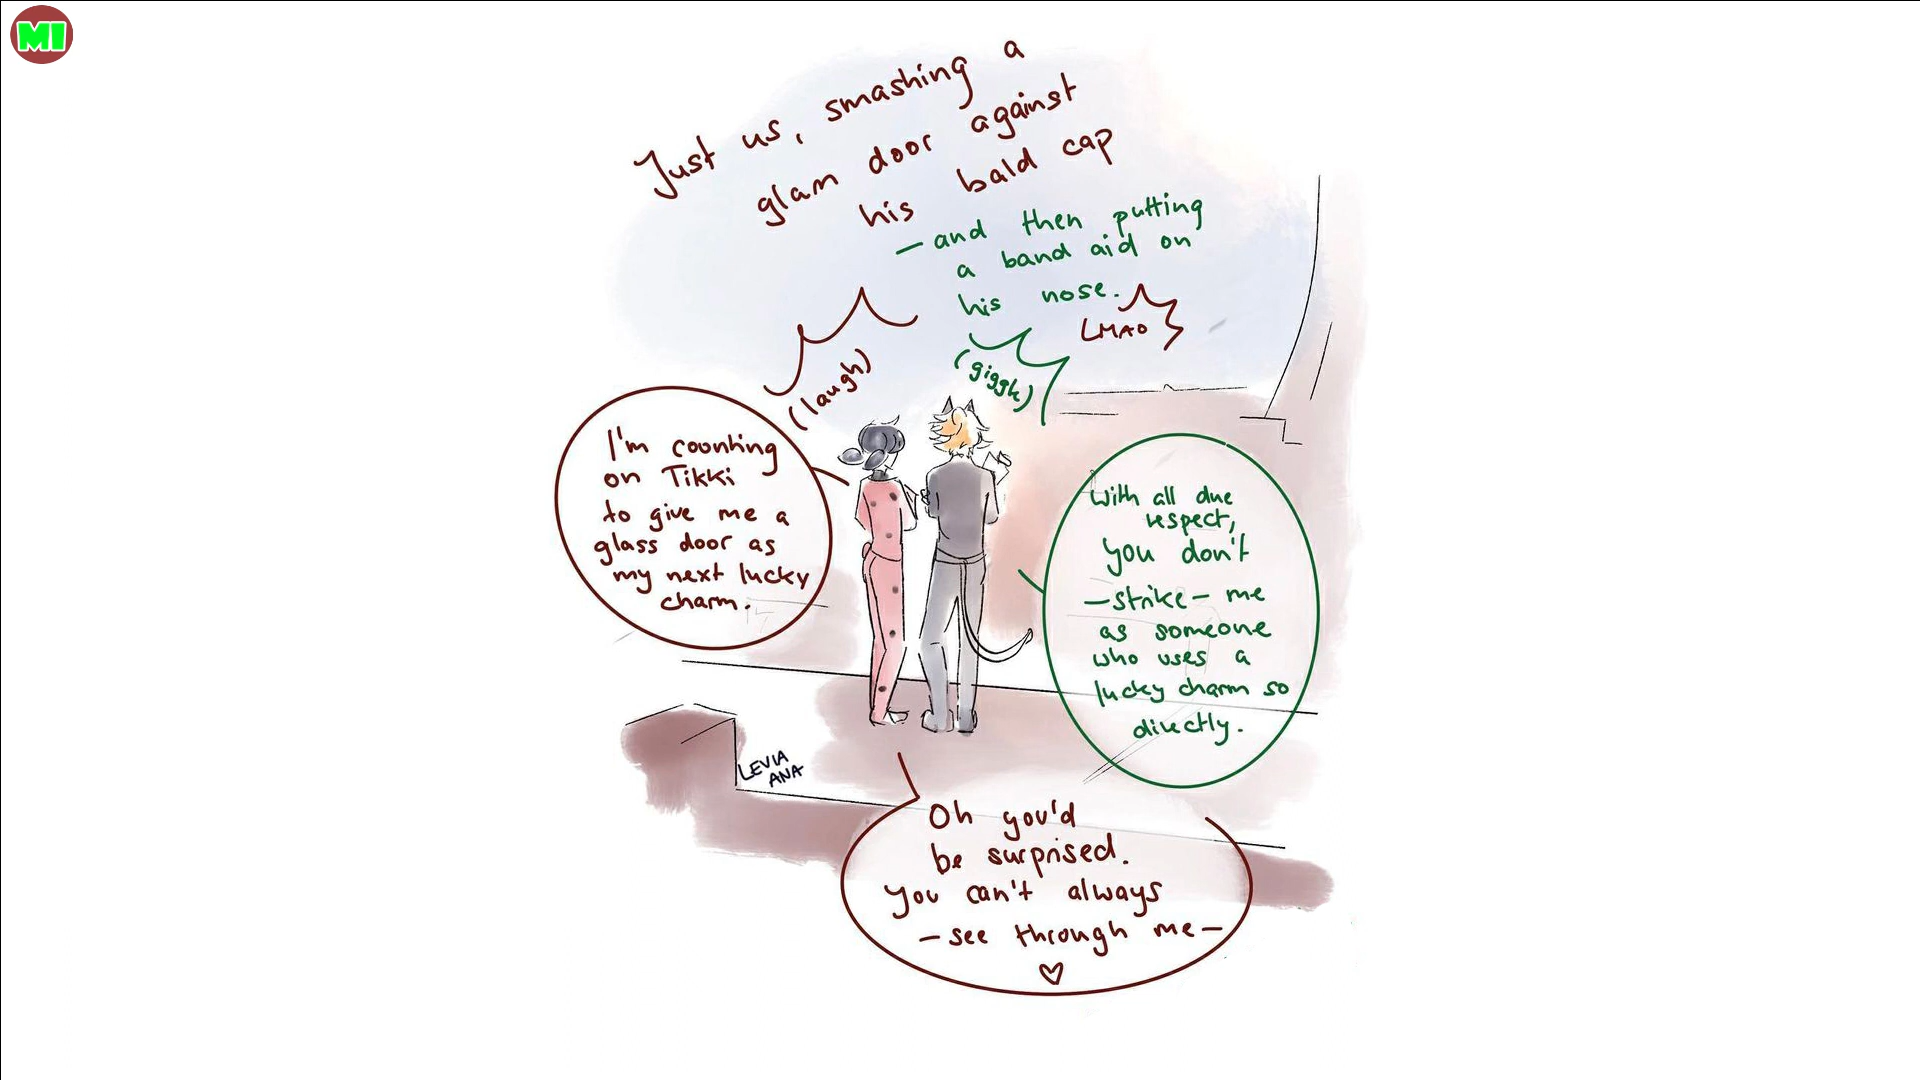 MI
Just us, smashing a
glam door against
his bald cap
—and then putting
a band aid on
his nose.
LMAO
(laugh)
(giggle)
I'm counting
on Tikki
to give me a
glass door as
my next lucky
charm.
With all due
respect,
you don't
—strike— me
as someone
who uses a
lucky charm so
directly.
LEVIA
ANA
Oh you'd
be surprised.
You can't always
—see through me—
♡